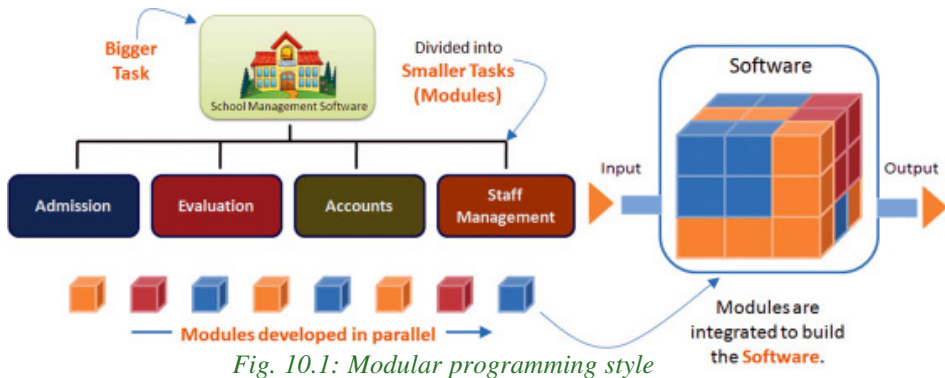 Bigger
Task
School Management Software
Divided into
Smaller Tasks
(Modules)
Admission
Evaluation
Accounts
Staff
Management
Modules developed in parallel
Input
Software
Output
Modules are
integrated to build
the Software.
Fig. 10.1: Modular programming style